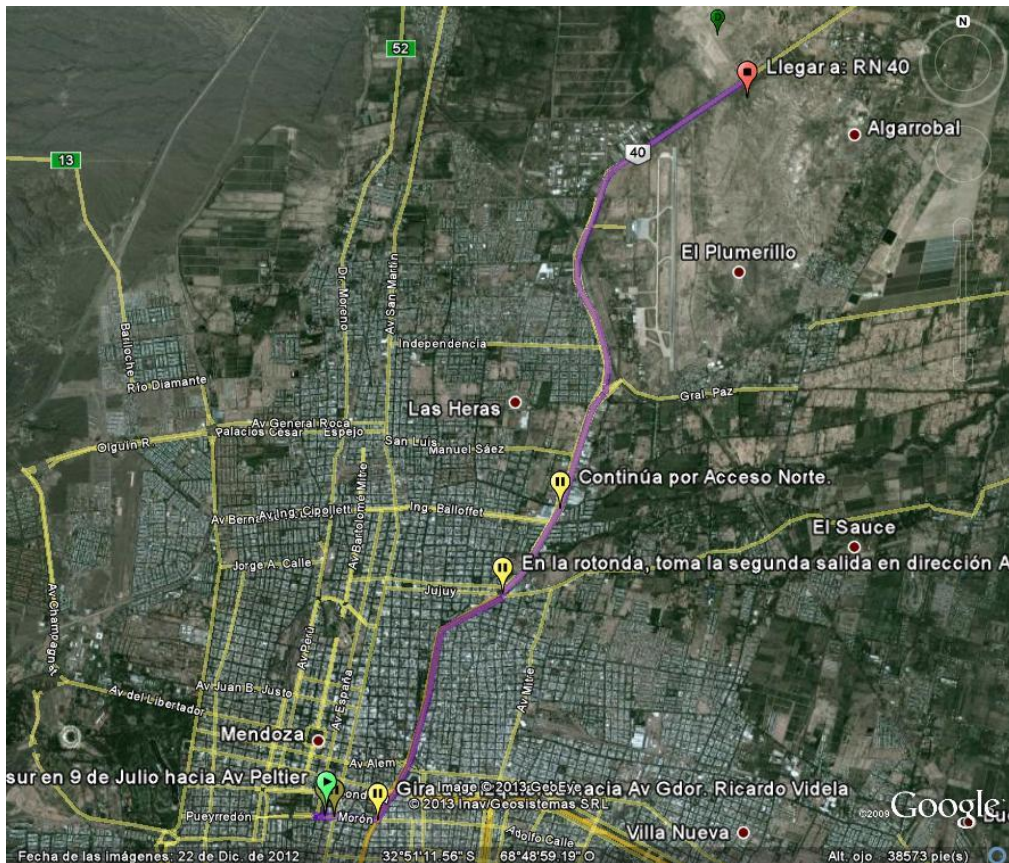 N
52
Llegar a: RN 40
Algarrobal
40
13
El Plumerillo
Dr. Moreno
Av San Martín
Bariloche
Independencia
Río Diamante
Gral. Paz
Las Heras
Av General Roca
Palacios César
Espejo
San Luis
Olguin R.
Manuel Sáez
Continúa por Acceso Norte.
Av Bartolome Mitre
Av Ing. Cipolletti
Ing. Balloffet
El Sauce
Jorge A. Calle
En la rotonda, toma la segunda salida en dirección A
Jujuy
Av Champagnat
Av Perú
Av España
Av Mitre
Av Juan B. Justo
Av del Libertador
Mendoza
Av Alem
sur en 9 de Julio hacia Av Peltier
Gira a la izquierda hacia Av Gdor. Ricardo Videla
Image © 2013 GeoEye
© 2013 Inav Geosistemas SRL
Pueyrredón
Morón
Adolfo Calle
Villa Nueva
©2009 Google
Fecha de las imágenes: 22 de Dic. de 2012
32°51'11.56" S 68°48'59.19" O
Alt. ojo 38573 pie(s)